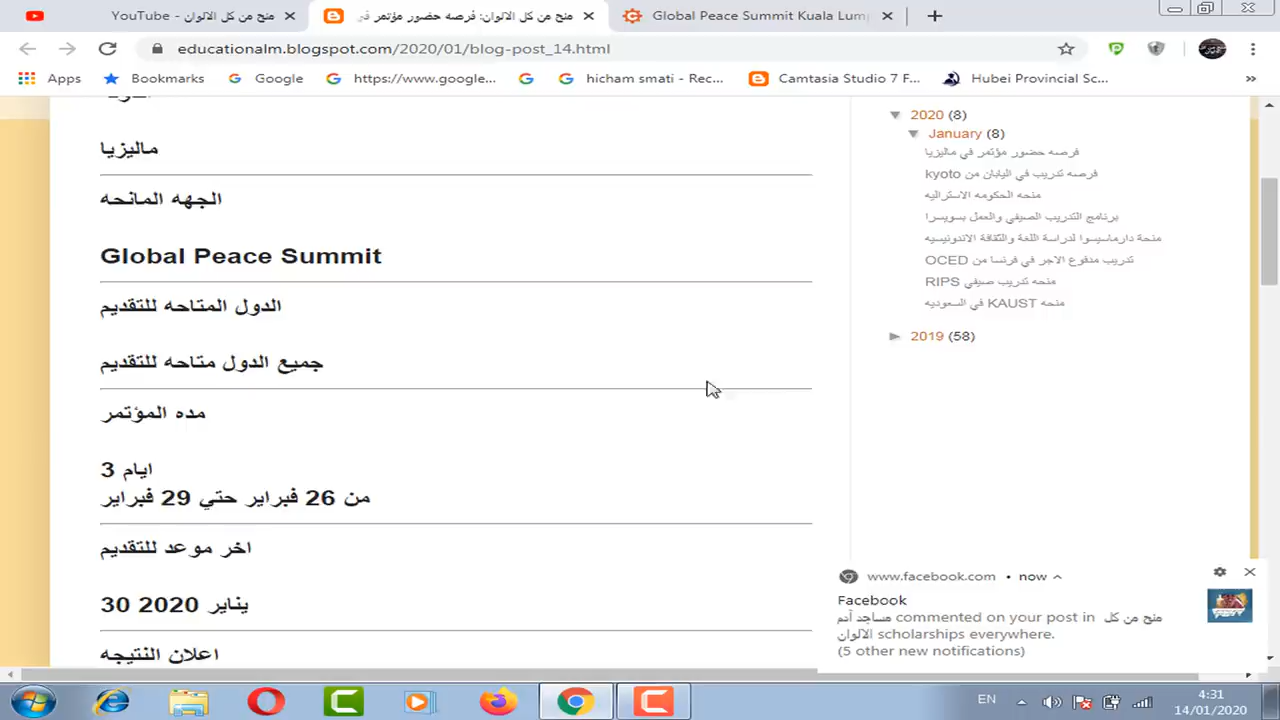 منح من كل الالوان - YouTube
منح من كل الالوان: فرصه حضور مؤتمر في
Global Peace Summit Kuala Lum
educationalm.blogspot.com/2020/01/blog-post_14.html
Apps
Bookmarks
Google
https://www.google...
hicham smati - Rec...
Camtasia Studio 7 F...
Hubei Provincial Sc...
»
ماليزيا
الجهه المانحه
Global Peace Summit
الدول المتاحه للتقديم
جميع الدول متاحه للتقديم
مده المؤتمر
3 ايام
من 26 فبراير حتي 29 فبراير
اخر موعد للتقديم
30 يناير 2020
اعلان النتيجه
2020 (8)
January (8)
فرصه حضور مؤتمر في ماليزيا
فرصه تدريب في اليابان من kyoto
منحه الحكومه الاستراليه
برنامج التدريب الصيفي والعمل بسويسرا
منحة دارماسيسوا لدراسة اللغة والثقافة الاندونيسيه
تدريب مدفوع الاجر في فرنسا من OCED
منحه تدريب صيفي RIPS
منحه KAUST في السعوديه
2019 (58)
www.facebook.com • now
Facebook
مساجد آدم commented on your post in منح من كل
الالوان scholarships everywhere.
(5 other new notifications)
EN
4:31
14/01/2020